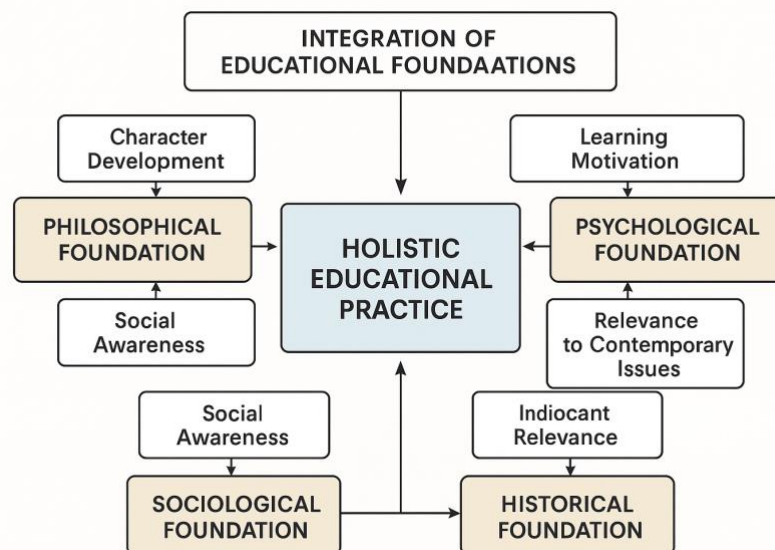 INTEGRATION OF
EDUCATIONAL FOUNDAATIONS
Character
Development
Learning
Motivation
PHILOSOPHICAL
FOUNDATION
HOLISTIC
EDUCATIONAL
PRACTICE
PSYCHOLOGICAL
FOUNDATION
Social
Awareness
Relevance
to Contemporary
Issues
Social
Awareness
Indiocant
Relevance
SOCIOLOGICAL
FOUNDATION
HISTORICAL
FOUNDATION